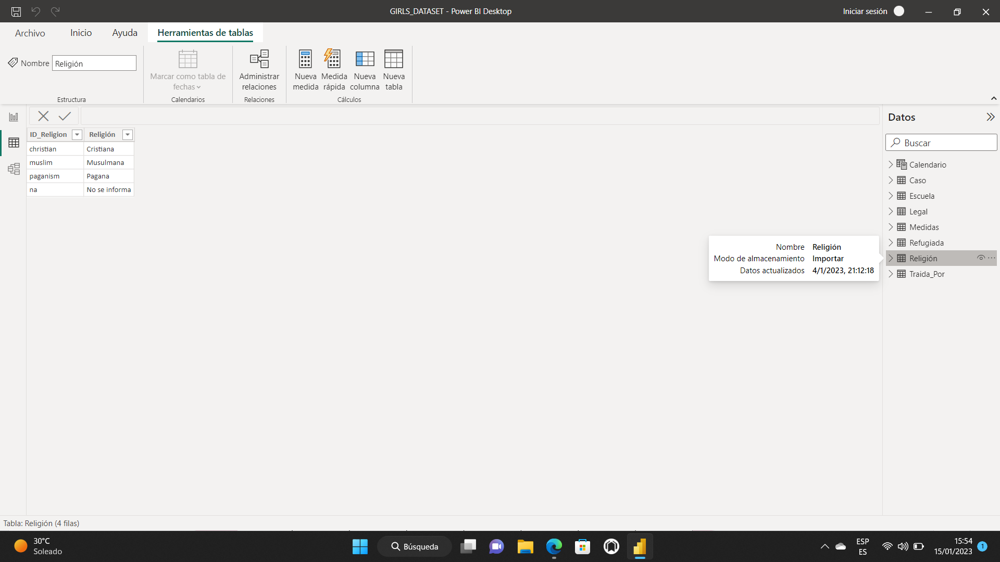 GIRLS_DATASET - Power BI Desktop
Iniciar sesión
Archivo
Inicio
Ayuda
Herramientas de tablas
Nombre
Religión
Estructura
Marcar como tabla de
fechas
Calendarios
Administrar
relaciones
Relaciones
Nueva
medida
Medida
rápida
Nueva
columna
Nueva
tabla
Cálculos
ID_Religion
Religión
christian
Cristiana
muslim
Musulmana
paganism
Pagana
na
No se informa
Datos
Buscar
Calendario
Caso
Escuela
Legal
Medidas
Refugiada
Religión
Traida_Por
Nombre Religión
Modo de almacenamiento Importar
Datos actualizados 4/1/2023, 21:12:18
Tabla: Religión (4 filas)
30°C
Soleado
Búsqueda
ESP
ES
15:54
15/01/2023
1